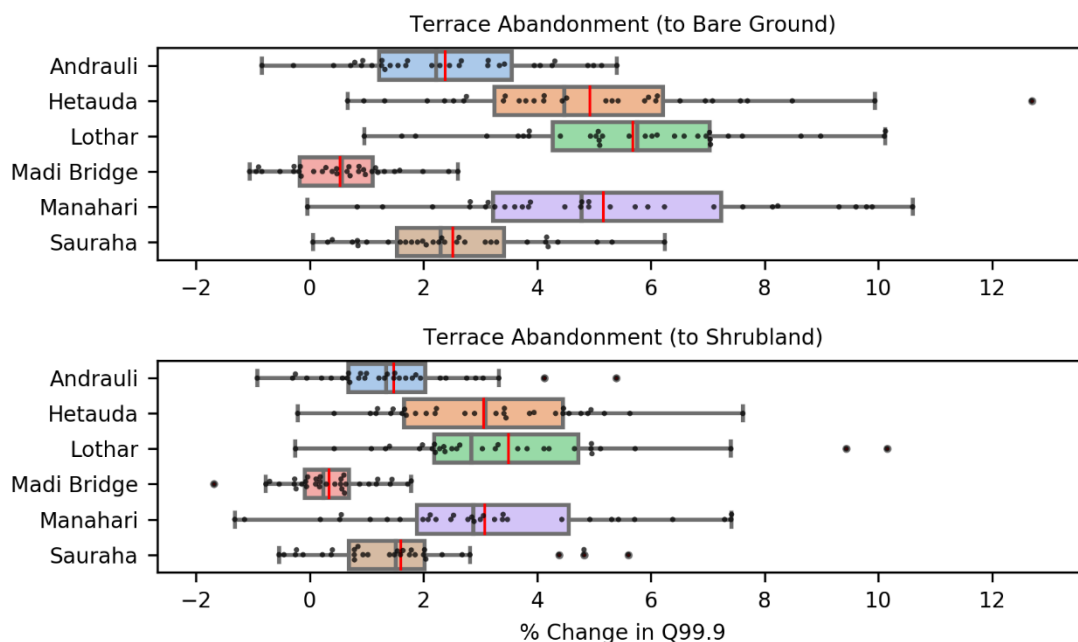 Terrace Abandonment (to Bare Ground)
Andrauli
Hetauda
Lothar
Madi Bridge
Manahari
Sauraha
−2 0 2 4 6 8 10 12
Terrace Abandonment (to Shrubland)
Andrauli
Hetauda
Lothar
Madi Bridge
Manahari
Sauraha
−2 0 2 4 6 8 10 12
% Change in Q99.9